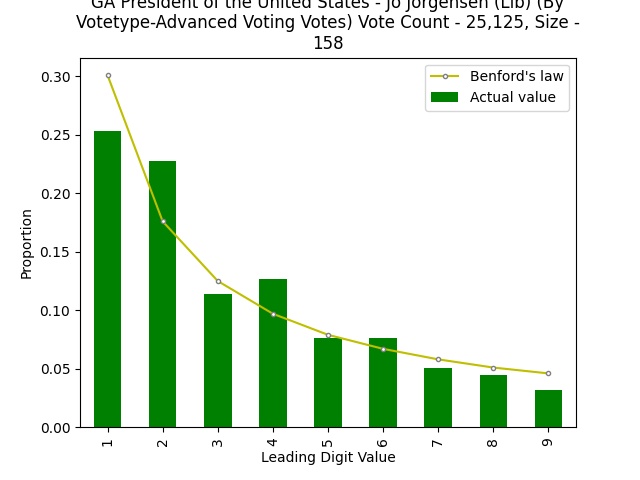 GA President of the United States - Jo Jorgensen (Lib) (By
Votetype-Advanced Voting Votes) Vote Count - 25,125, Size -
158
Benford's law
Actual value
0.30
0.25
0.20
0.15
0.10
0.05
0.00
Proportion
1 2 3 4 5 6 7 8 9
Leading Digit Value